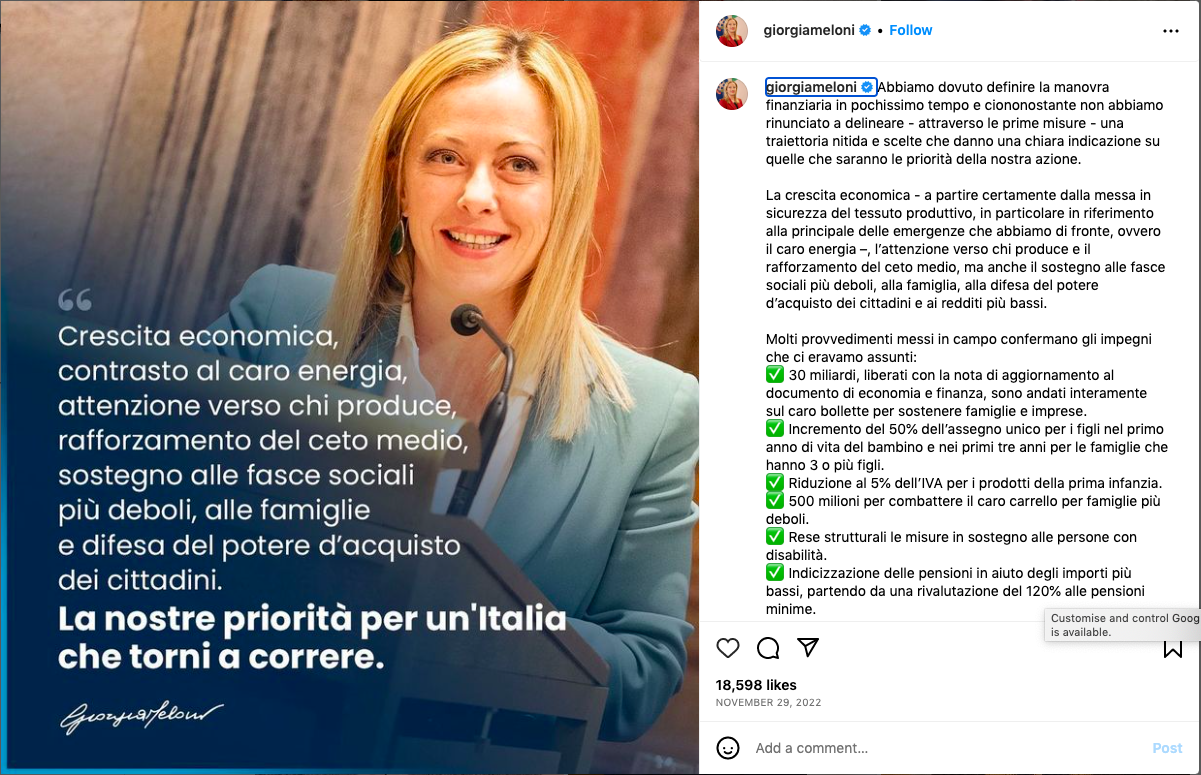 Crescita economica,
contrasto al caro energia,
attenzione verso chi produce,
rafforzamento del ceto medio,
sostegno alle fasce sociali
più deboli, alle famiglie
e difesa del potere d’acquisto
dei cittadini.
La nostre priorità per un'Italia
che torni a correre.
Giorgia Meloni
giorgiameloni • Follow
giorgiameloni Abbiamo dovuto definire la manovra
finanziaria in pochissimo tempo e ciononostante non abbiamo
rinunciato a delineare - attraverso le prime misure - una
traiettoria nitida e scelte che danno una chiara indicazione su
quelle che saranno le priorità della nostra azione.
La crescita economica - a partire certamente dalla messa in
sicurezza del tessuto produttivo, in particolare in riferimento
alla principale delle emergenze che abbiamo di fronte, ovvero
il caro energia –, l’attenzione verso chi produce e il
rafforzamento del ceto medio, ma anche il sostegno alle fasce
sociali più deboli, alla famiglia, alla difesa del potere
d’acquisto dei cittadini e ai redditi più bassi.
Molti provvedimenti messi in campo confermano gli impegni
che ci eravamo assunti:
✅ 30 miliardi, liberati con la nota di aggiornamento al
documento di economia e finanza, sono andati interamente
sul caro bollette per sostenere famiglie e imprese.
✅ Incremento del 50% dell’assegno unico per i figli nel primo
anno di vita del bambino e nei primi tre anni per le famiglie che
hanno 3 o più figli.
✅ Riduzione al 5% dell’IVA per i prodotti della prima infanzia.
✅ 500 milioni per combattere il caro carrello per famiglie più
deboli.
✅ Rese strutturali le misure in sostegno alle persone con
disabilità.
✅ Indicizzazione delle pensioni in aiuto degli importi più
bassi, partendo da una rivalutazione del 120% alle pensioni
minime.
Customise and control Goog
is available.
18,598 likes
NOVEMBER 29, 2022
Add a comment...
Post